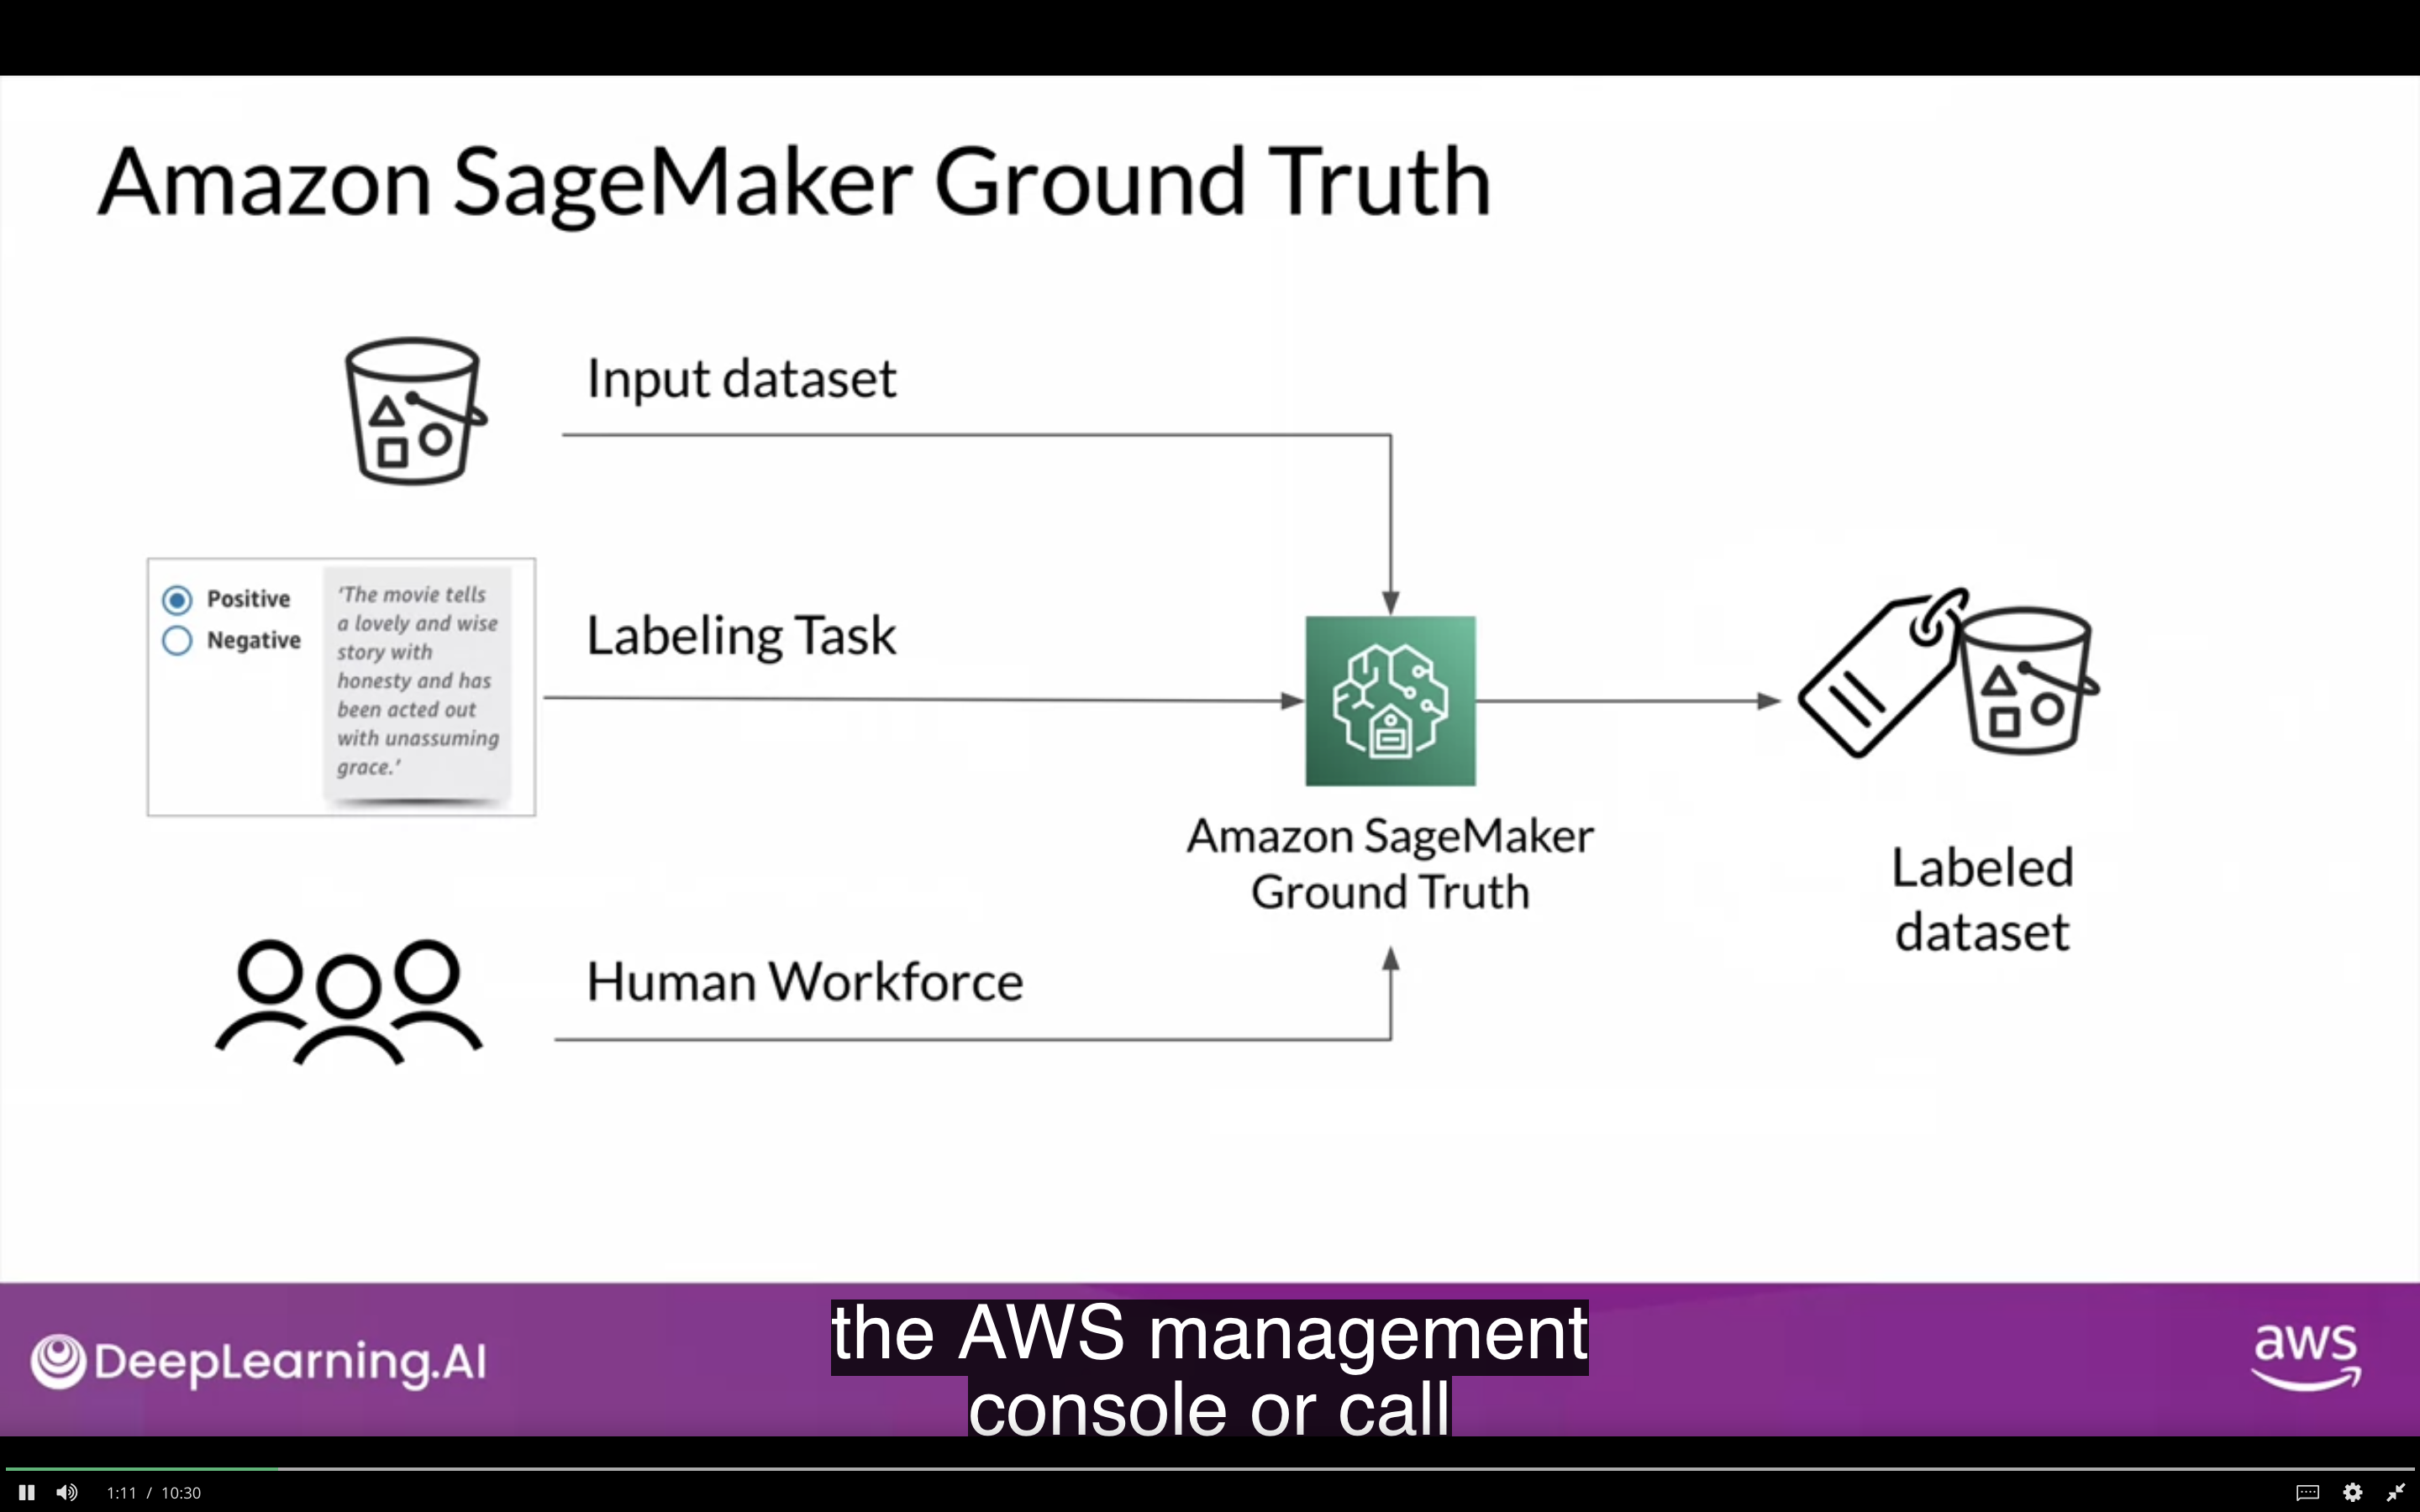 Amazon SageMaker Ground Truth
Input dataset
Positive
Negative
'The movie tells
a lovely and wise
story with
honesty and has
been acted out
with unassuming
grace.'
Labeling Task
Amazon SageMaker
Ground Truth
Labeled
dataset
Human Workforce
DeepLearning.AI
the AWS management
console or call
aws
1:11 / 10:30